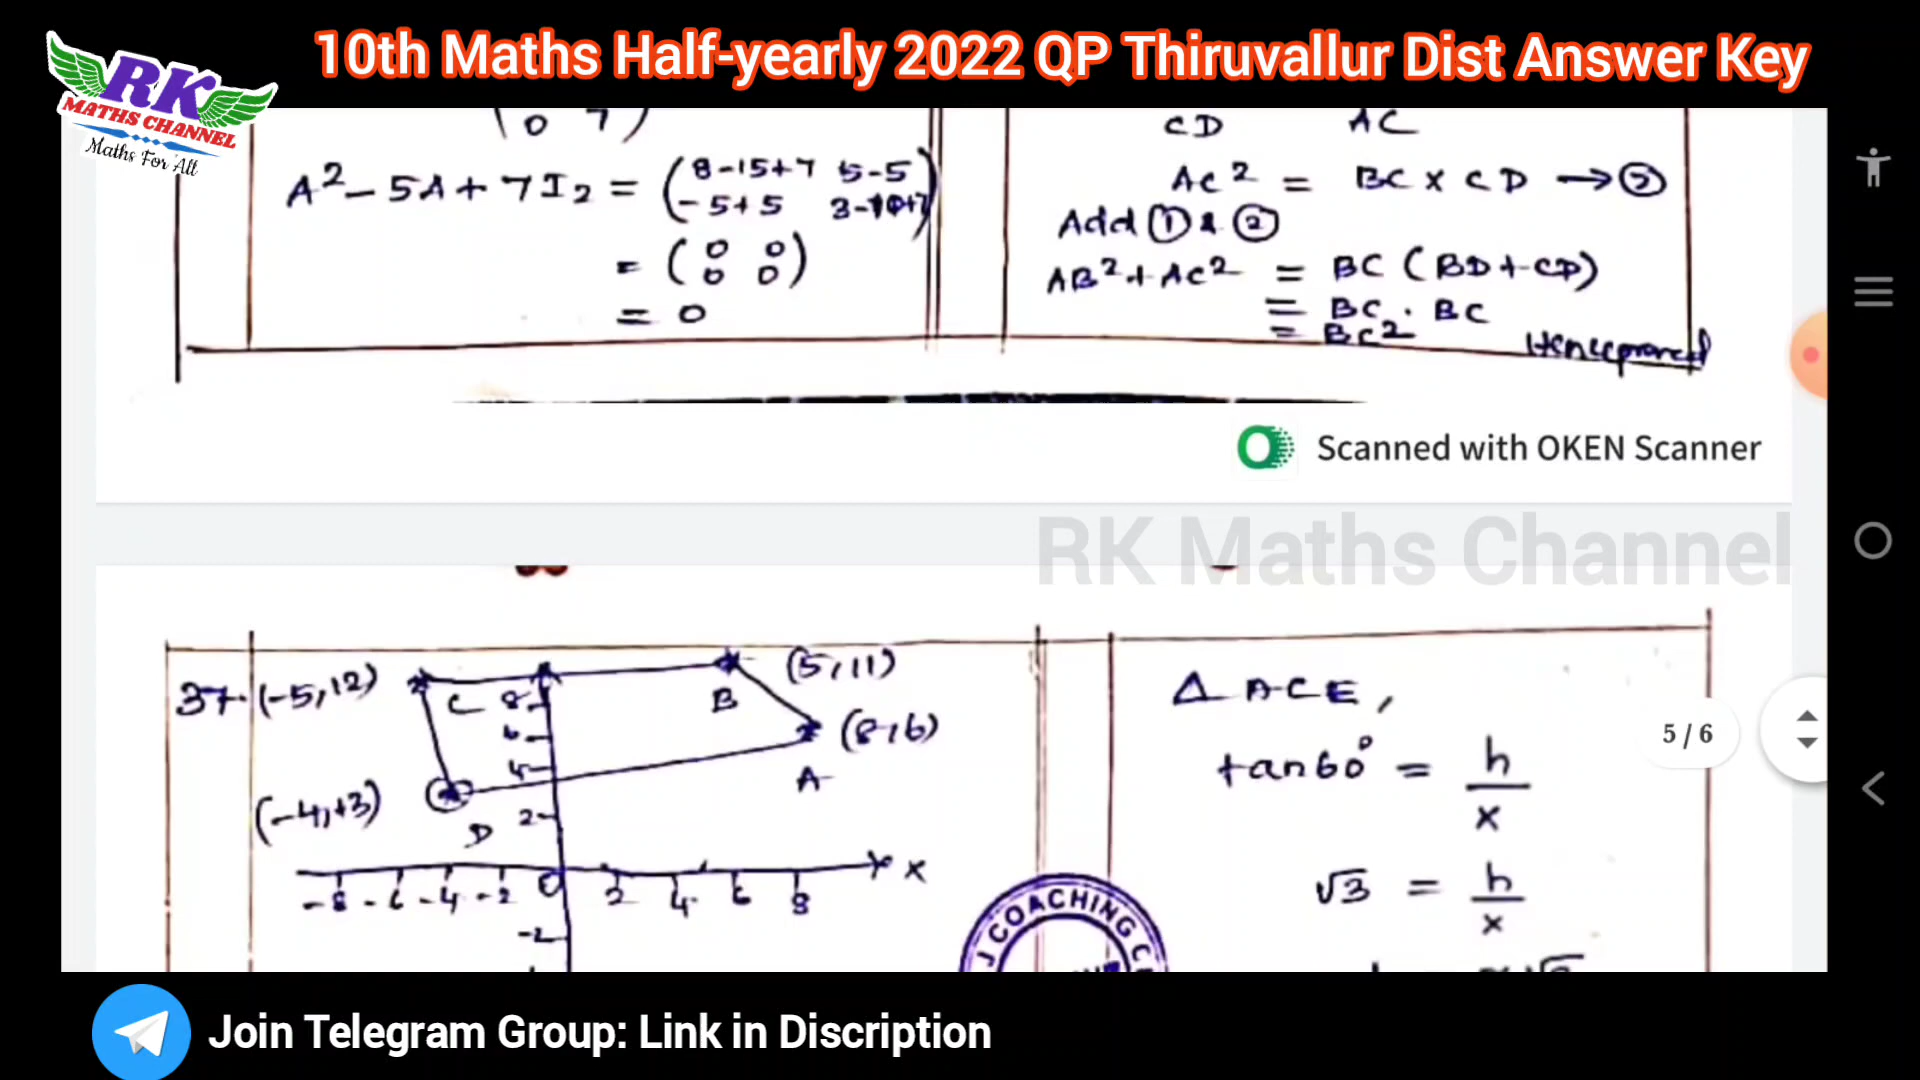 10th Maths Half-yearly 2022 QP Thiruvallur Dist Answer Key
RK
MATHS CHANNEL
Maths For All
(0 7)
A² - 5A + 7I₂ = (8-15+7 5-5
-5+5 3-10+7)
= (0 0
0 0)
= 0
CD AC
AC² = BC × CD → ②
Add ① & ②
AB² + AC² = BC (BD + CD)
= BC . BC
= BC²
Hence proved
Scanned with OKEN Scanner
RK Maths Channel
37. (-5, 12) C 8 B (5, 11)
6 (8, 6)
4 A
(-4, +3) D 2
-8 -6 -4 -2 0 2 4 6 8 X
-2
Δ ACE,
tan60° = h/x
√3 = h/x
5 / 6
J COACHING C
Join Telegram Group: Link in Discription